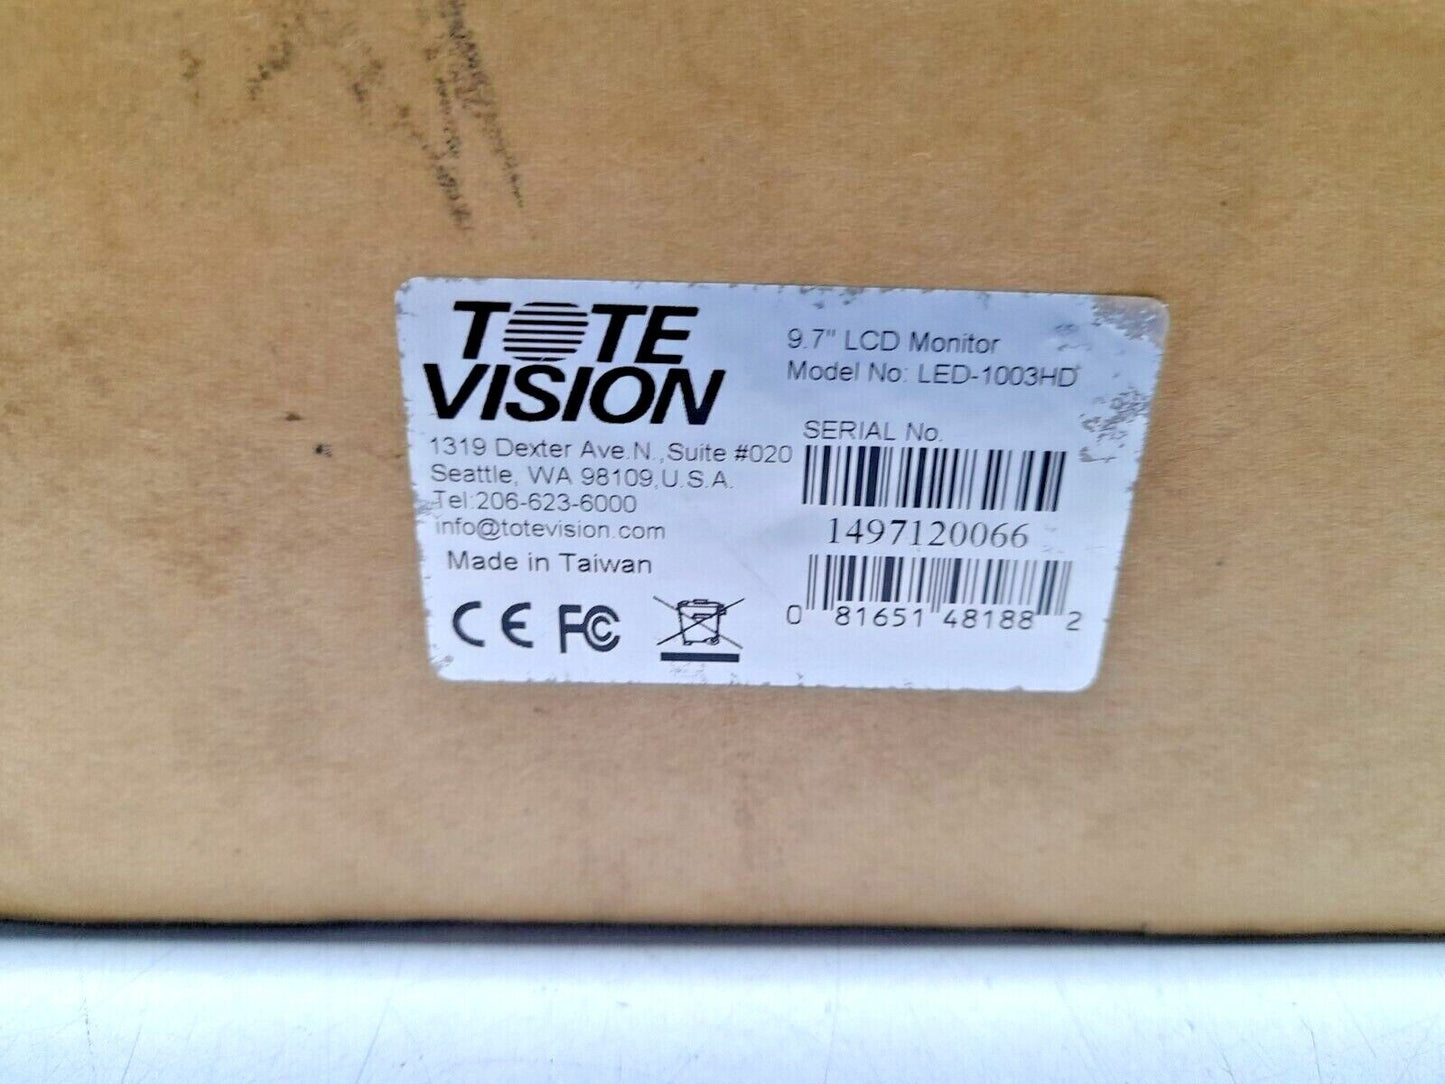 TOTE
VISION
1319 Dexter Ave.N.,Suite #020
Seattle, WA 98109,U.S.A.
Tel:206-623-6000
info@totevision.com
Made in Taiwan
CE FC
9.7" LCD Monitor
Model No: LED-1003HD
SERIAL No.
1497120066
0 81651 48188 2